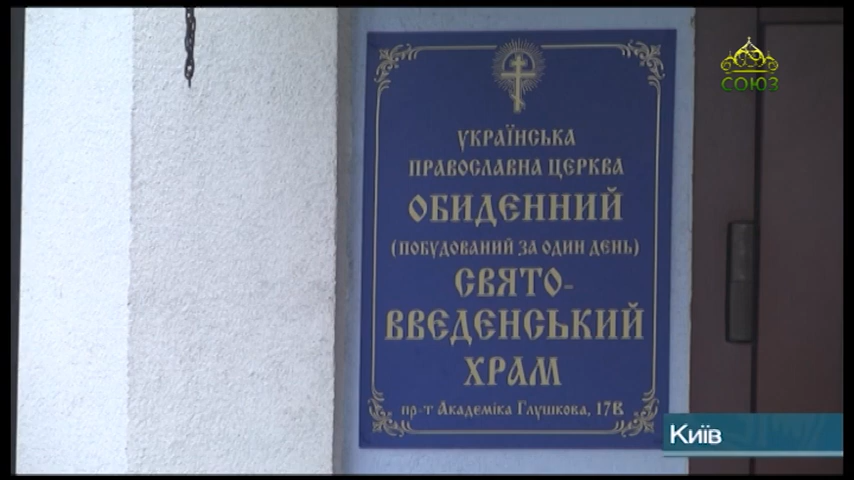 СОЮЗ
УКРАЇНСЬКА
ПРАВОСЛАВНА ЦЕРКВА
ОБИДЕННИЙ
(ПОБУДОВАНИЙ ЗА ОДИН ДЕНЬ)
СВЯТО-
ВВЕДЕНСЬКИЙ
ХРАМ
пр-т Академіка Глушкова, 17В
Київ